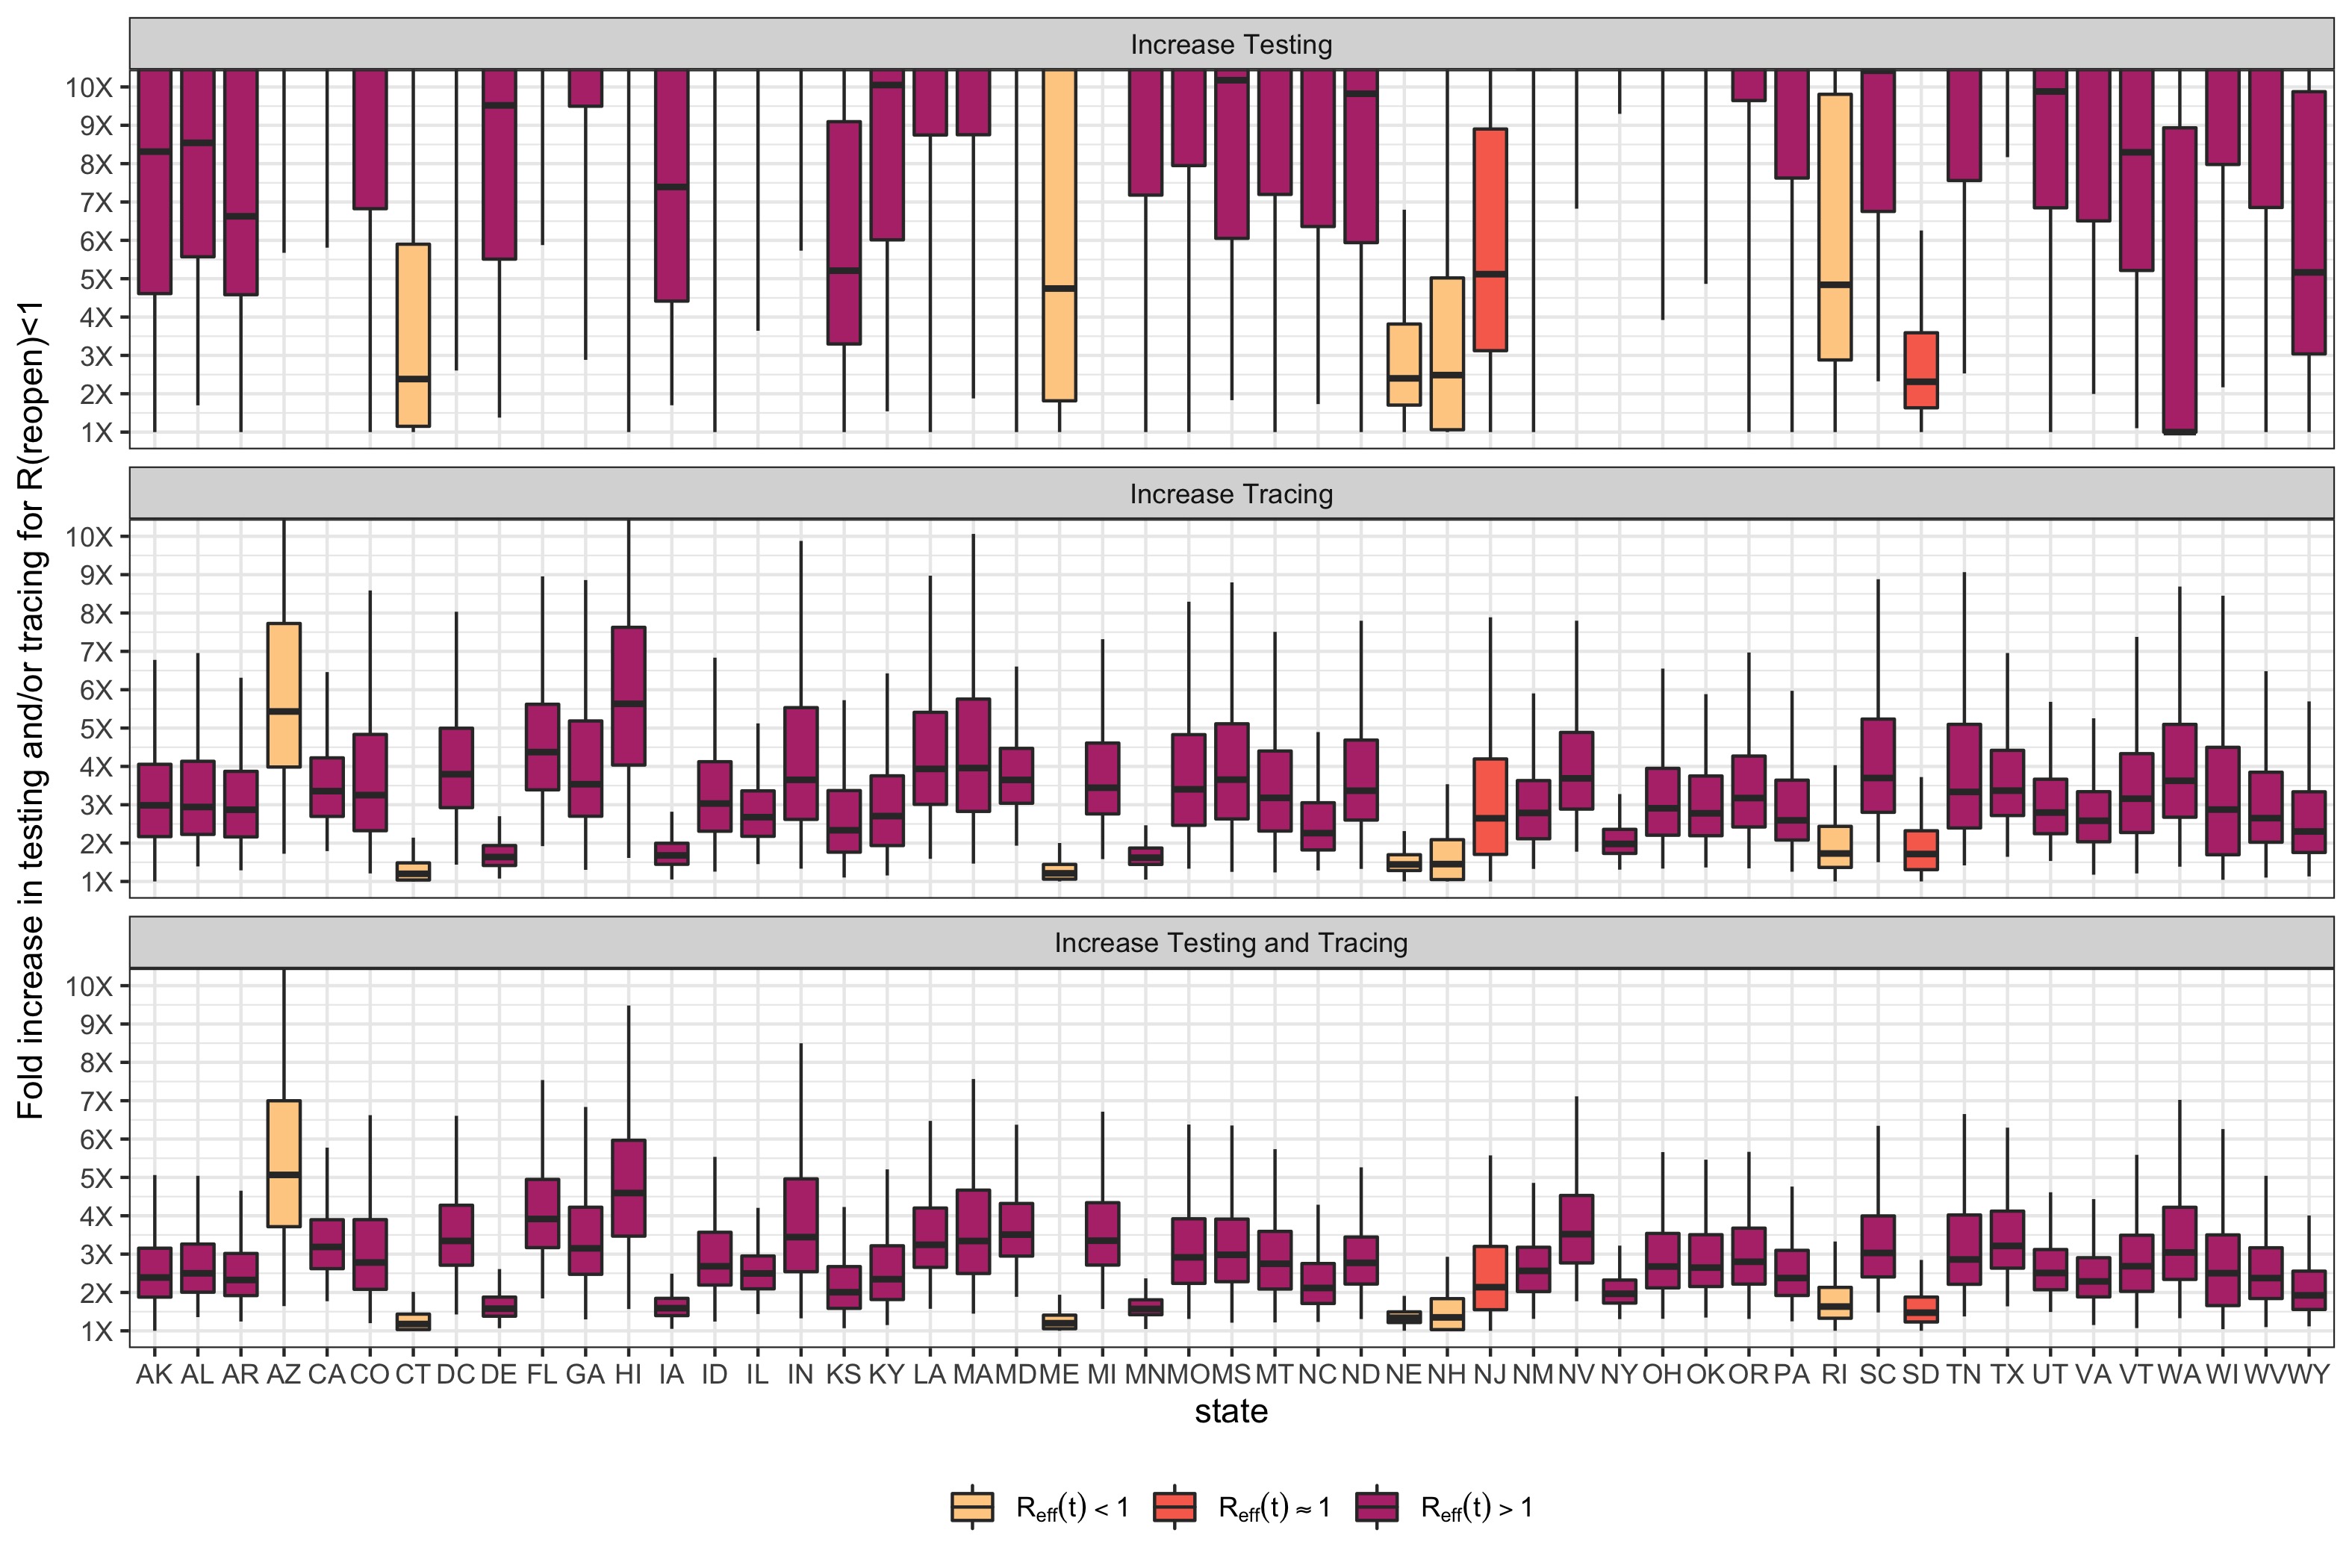 Increase Testing
10X
9X
8X
7X
6X
5X
4X
3X
2X
1X
Increase Tracing
10X
9X
8X
7X
6X
5X
4X
3X
2X
1X
Increase Testing and Tracing
10X
9X
8X
7X
6X
5X
4X
3X
2X
1X
Fold increase in testing and/or tracing for R(reopen)<1
AK AL AR AZ CA CO CT DC DE FL GA HI IA ID IL IN KS KY LA MA MD ME MI MN MO MS MT NC ND NE NH NJ NM NV NY OH OK OR PA RI SC SD TN TX UT VA VT WA WI WV WY
state
Reff(t) < 1 Reff(t) ≈ 1 Reff(t) > 1